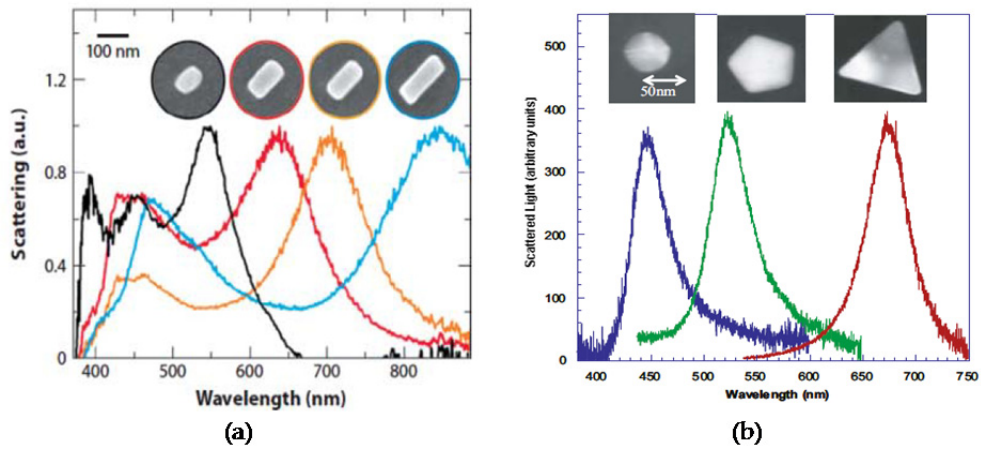 100 nm
1.2
0.8
0.4
0
Scattering (a.u.)
400 500 600 700 800
Wavelength (nm)
(a)
500
400
300
200
100
0
Scattered Light (arbitrary units)
50nm
400 450 500 550 600 650 700 750
Wavelength (nm)
(b)